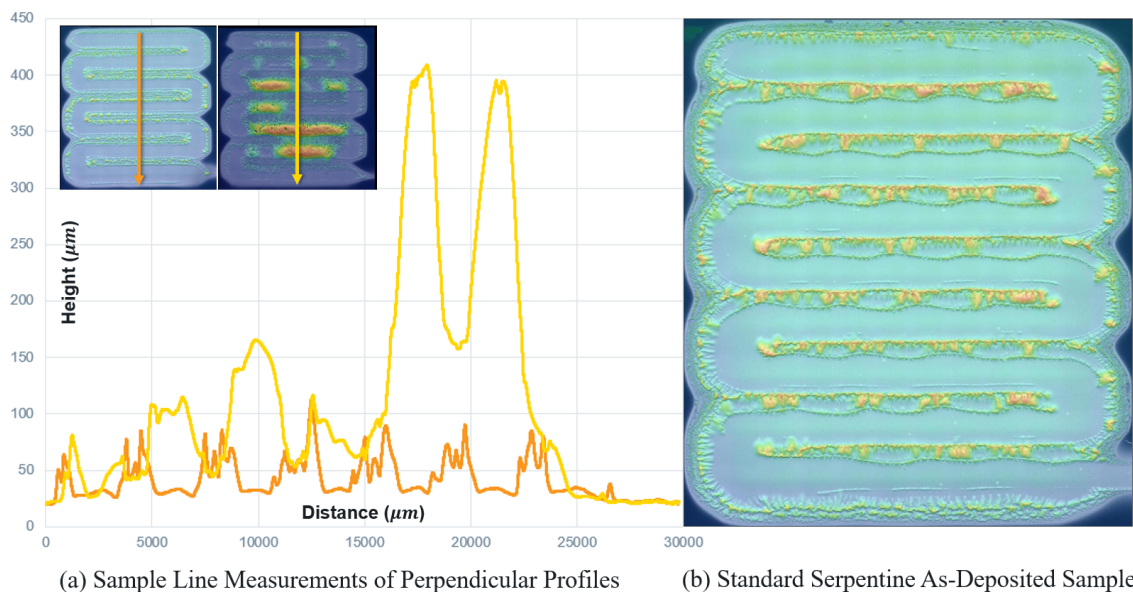 450
400
350
300
250
200
150
100
50
0
Height (μm)
Distance (μm)
0 5000 10000 15000 20000 25000 30000
(a) Sample Line Measurements of Perpendicular Profiles
(b) Standard Serpentine As-Deposited Sample